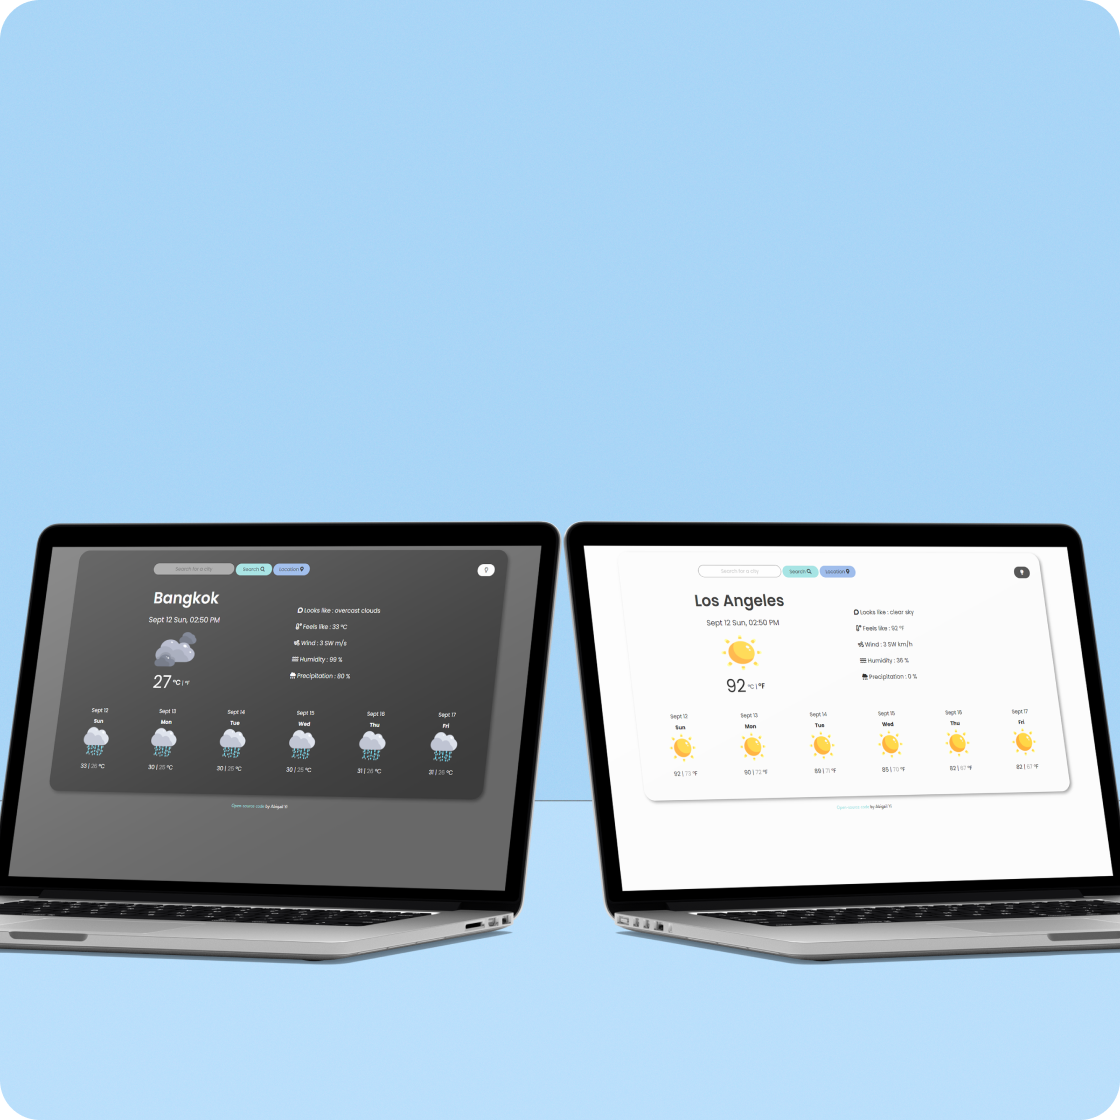 Search for a city
Search
Location
Bangkok
Sept 12 Sun, 02:50 PM
27 °C | °F
Looks like : overcast clouds
Feels like : 33 °C
Wind : 3 SW m/s
Humidity : 99 %
Precipitation : 80 %
Sept 12 Sept 13 Sept 14 Sept 15 Sept 16 Sept 17
Sun Mon Tue Wed Thu Fri
33 | 26 °C 30 | 25 °C 30 | 25 °C 30 | 25 °C 31 | 26 °C 31 | 26 °C
Open-source code by Abigail Yi
Search for a city
Search
Location
Los Angeles
Sept 12 Sun, 02:50 PM
92 °C | °F
Looks like : clear sky
Feels like : 92 °F
Wind : 3 SW km/h
Humidity : 36 %
Precipitation : 0 %
Sept 12 Sept 13 Sept 14 Sept 15 Sept 16 Sept 17
Sun Mon Tue Wed Thu Fri
92 | 73 °F 90 | 72 °F 89 | 71 °F 85 | 70 °F 82 | 67 °F 82 | 67 °F
Open-source code by Abigail Yi